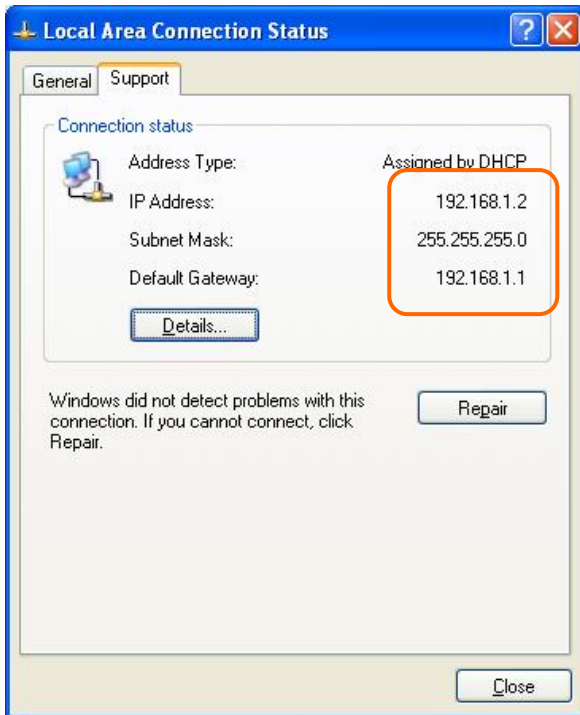 Local Area Connection Status
General Support
Connection status
Address Type: Assigned by DHCP
IP Address: 192.168.1.2
Subnet Mask: 255.255.255.0
Default Gateway: 192.168.1.1
Details...
Windows did not detect problems with this
connection. If you cannot connect, click
Repair.
Repair
Close